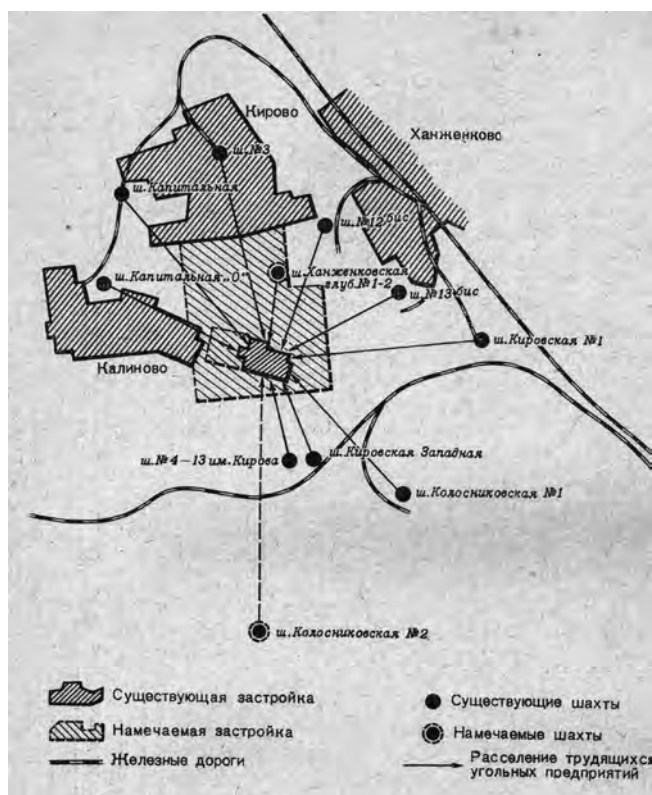 Кирово
Ханженково
ш.№3
ш.Капитальная
ш.№12 бис
ш.Ханженковская
глуб.№1-2
ш.Капитальная „О"
ш.№13 бис
ш.Кировская №1
Калиново
ш.№4-13 им.Кирова
ш.Кировская Западная
ш.Колосниковская №1
ш.Колосниковская №2
Существующая застройка
Намечаемая застройка
Железные дороги
Существующие шахты
Намечаемые шахты
Расселение трудящихся
угольных предприятий